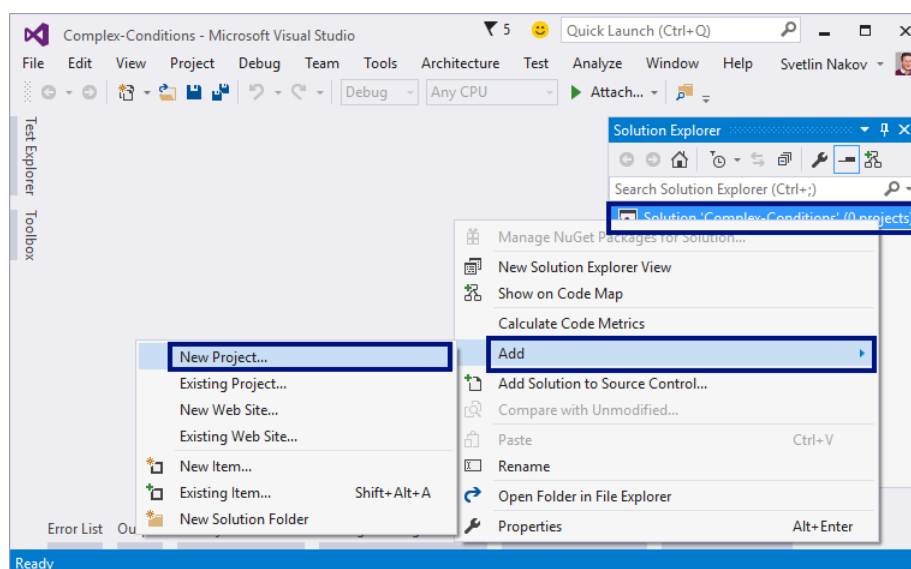 Complex-Conditions - Microsoft Visual Studio
5
Quick Launch (Ctrl+Q)
File Edit View Project Debug Team Tools Architecture Test Analyze Window Help Svetlin Nakov
Debug Any CPU Attach...
Test Explorer
Toolbox
Solution Explorer
Search Solution Explorer (Ctrl+;)
Solution 'Complex-Conditions' (0 projects)
Manage NuGet Packages for Solution...
New Solution Explorer View
Show on Code Map
Calculate Code Metrics
Add
Add Solution to Source Control...
Compare with Unmodified...
Paste Ctrl+V
Rename
Open Folder in File Explorer
Properties Alt+Enter
New Project...
Existing Project...
New Web Site...
Existing Web Site...
New Item...
Existing Item... Shift+Alt+A
New Solution Folder
Error List Ou
Ready